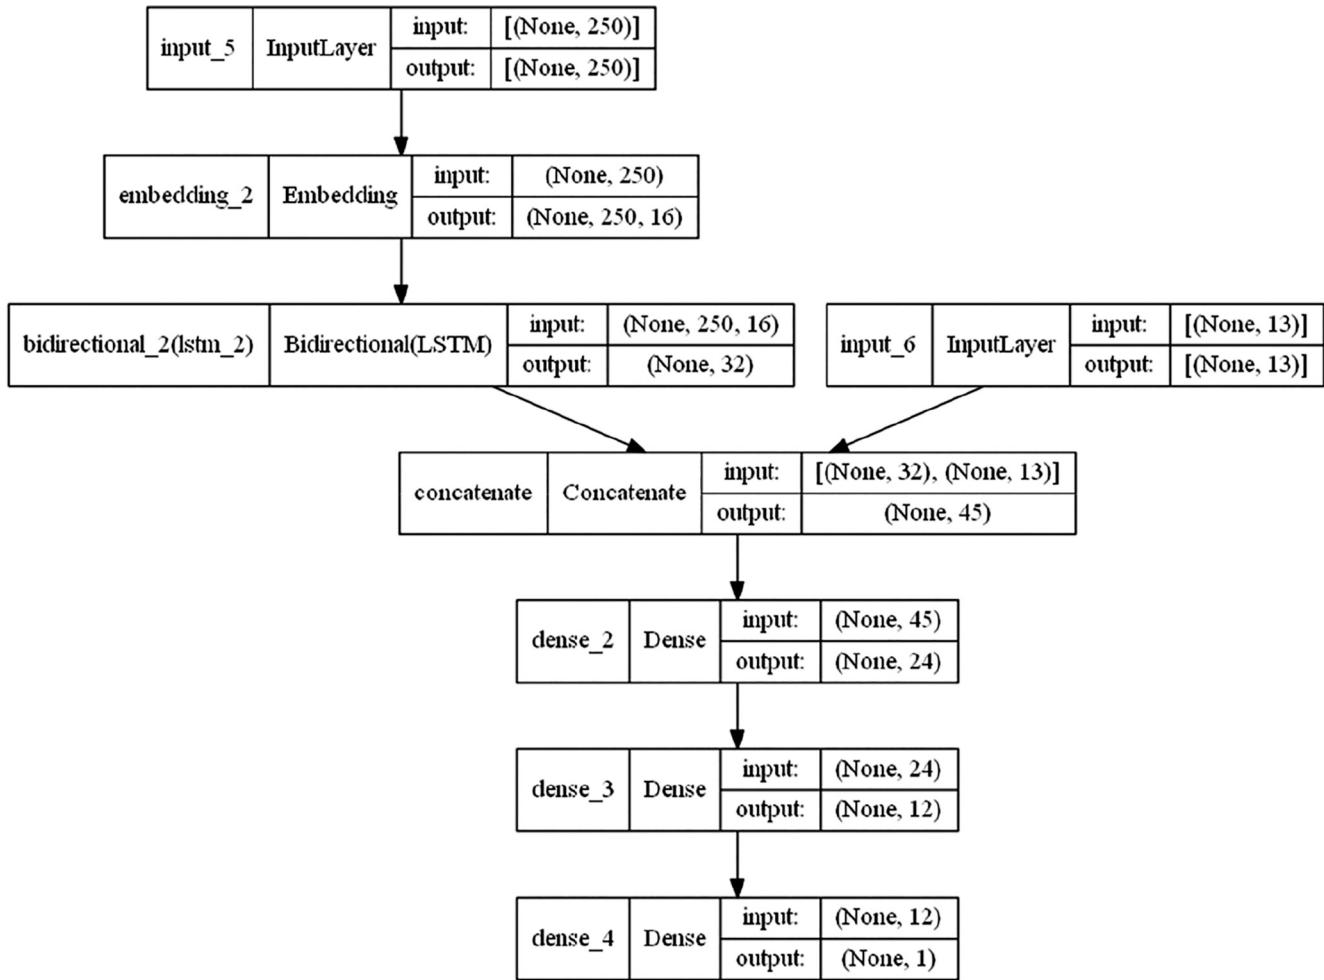 input_5 InputLayer input: [(None, 250)]
output: [(None, 250)]
embedding_2 Embedding input: (None, 250)
output: (None, 250, 16)
bidirectional_2(lstm_2) Bidirectional(LSTM) input: (None, 250, 16)
output: (None, 32)
input_6 InputLayer input: [(None, 13)]
output: [(None, 13)]
concatenate Concatenate input: [(None, 32), (None, 13)]
output: (None, 45)
dense_2 Dense input: (None, 45)
output: (None, 24)
dense_3 Dense input: (None, 24)
output: (None, 12)
dense_4 Dense input: (None, 12)
output: (None, 1)